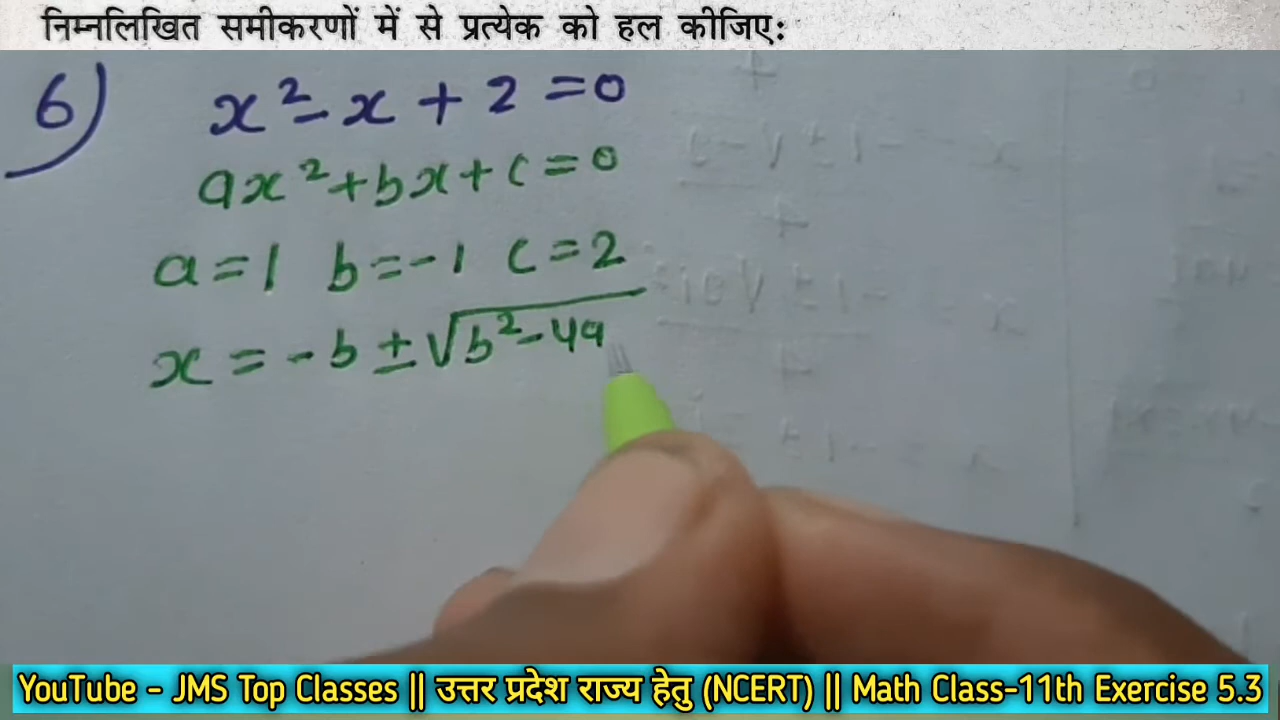 निम्नलिखित समीकरणों में से प्रत्येक को हल कीजिए:
6) x² - x + 2 = 0
ax² + bx + c = 0
a = 1 b = -1 c = 2
x = -b ± √b² - 4a
YouTube - JMS Top Classes || उत्तर प्रदेश राज्य हेतु (NCERT) || Math Class-11th Exercise 5.3